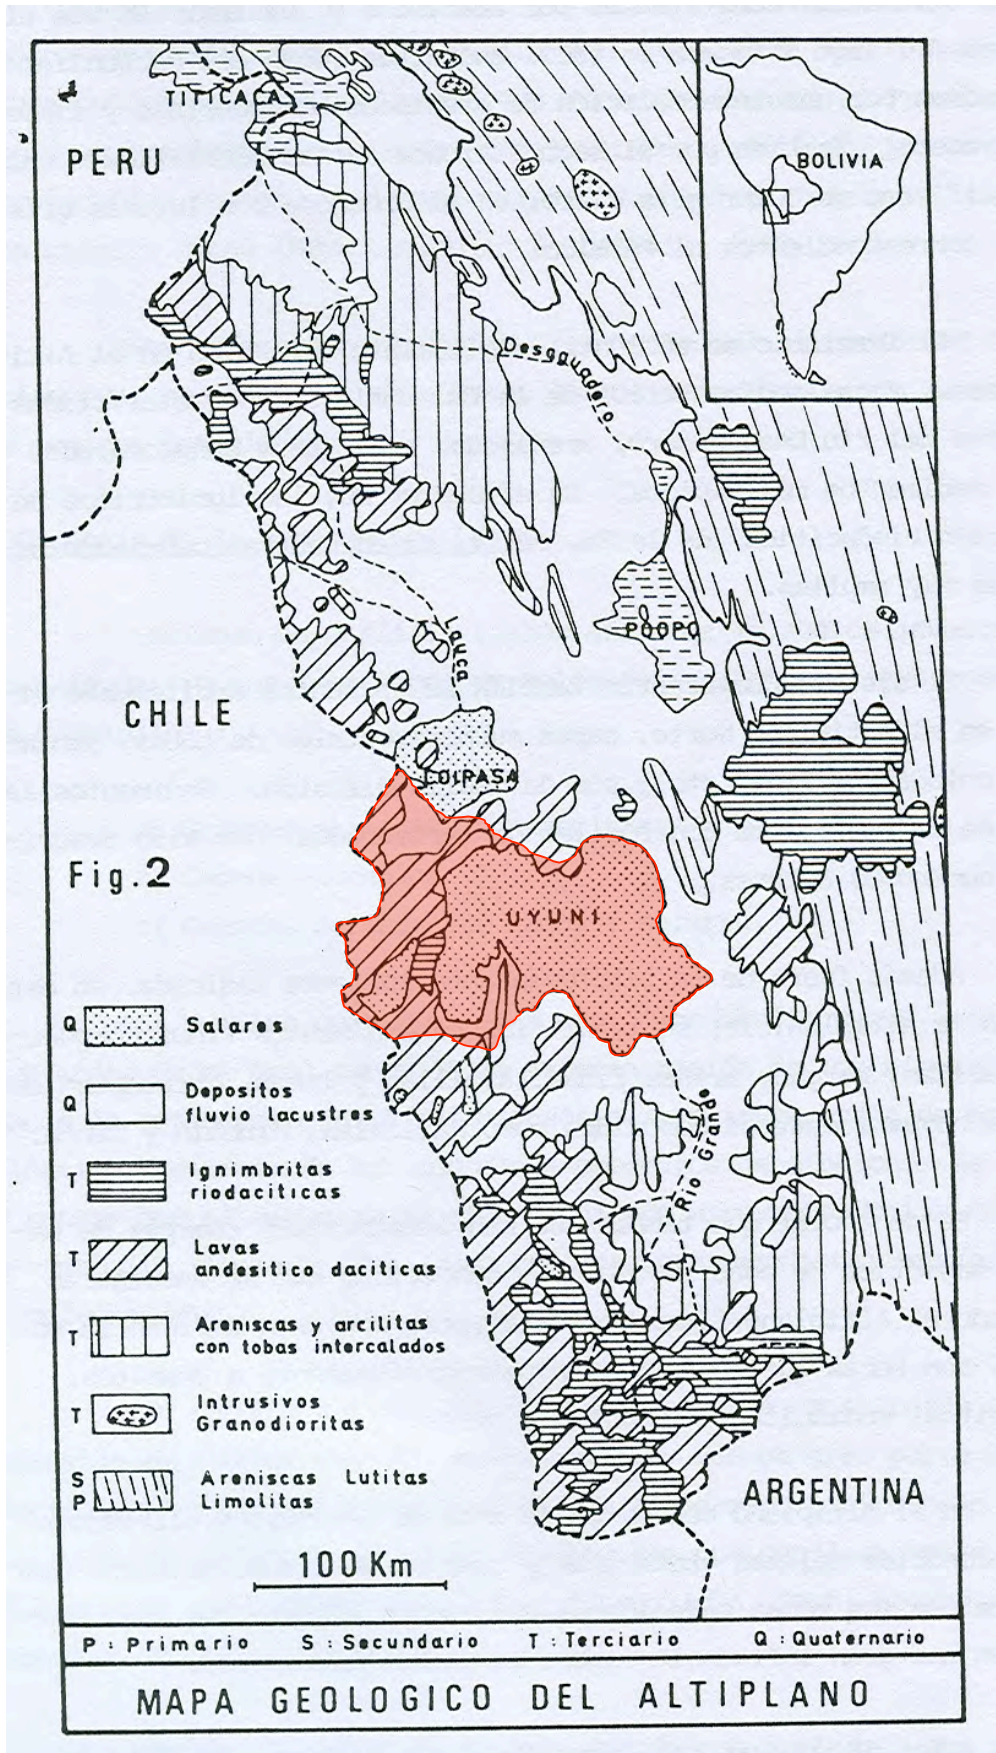 TITICACA
PERU
BOLIVIA
Desaguadero
POOPO
Lauca
CHILE
COIPASA
Fig. 2
UYUNI
Q Salares
Q Depositos
fluvio lacustres
Rio Grande
T Ignimbritas
riodaciticas
T Lavas
andesitico daciticas
T Areniscas y arcilitas
con tobas intercalados
T Intrusivos
Granodioritas
S P Areniscas Lutitas
Limolitas
ARGENTINA
100 Km
P : Primario S : Secundario T : Terciario Q : Quaternario
MAPA GEOLOGICO DEL ALTIPLANO